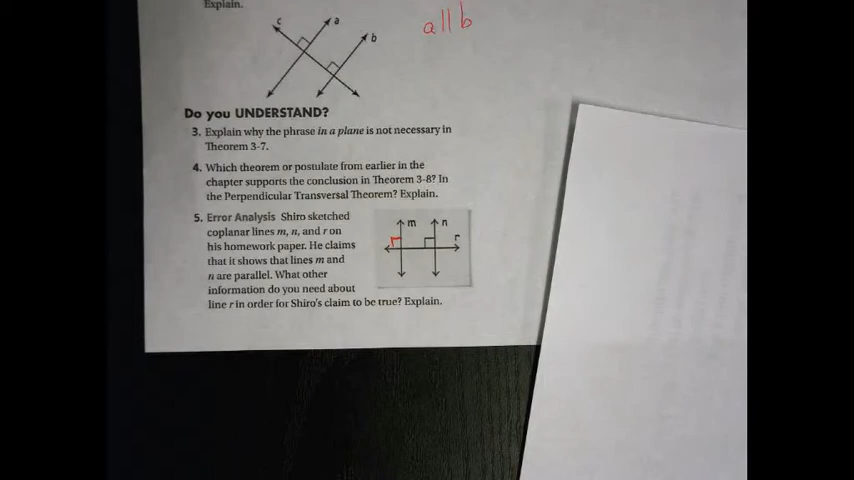 Explain.
c
a
b
a || b
Do you UNDERSTAND?
3. Explain why the phrase in a plane is not necessary in
Theorem 3-7.
4. Which theorem or postulate from earlier in the
chapter supports the conclusion in Theorem 3-8? In
the Perpendicular Transversal Theorem? Explain.
5. Error Analysis Shiro sketched
coplanar lines m, n, and r on
his homework paper. He claims
that it shows that lines m and
n are parallel. What other
information do you need about
line r in order for Shiro's claim to be true? Explain.
m
n
r